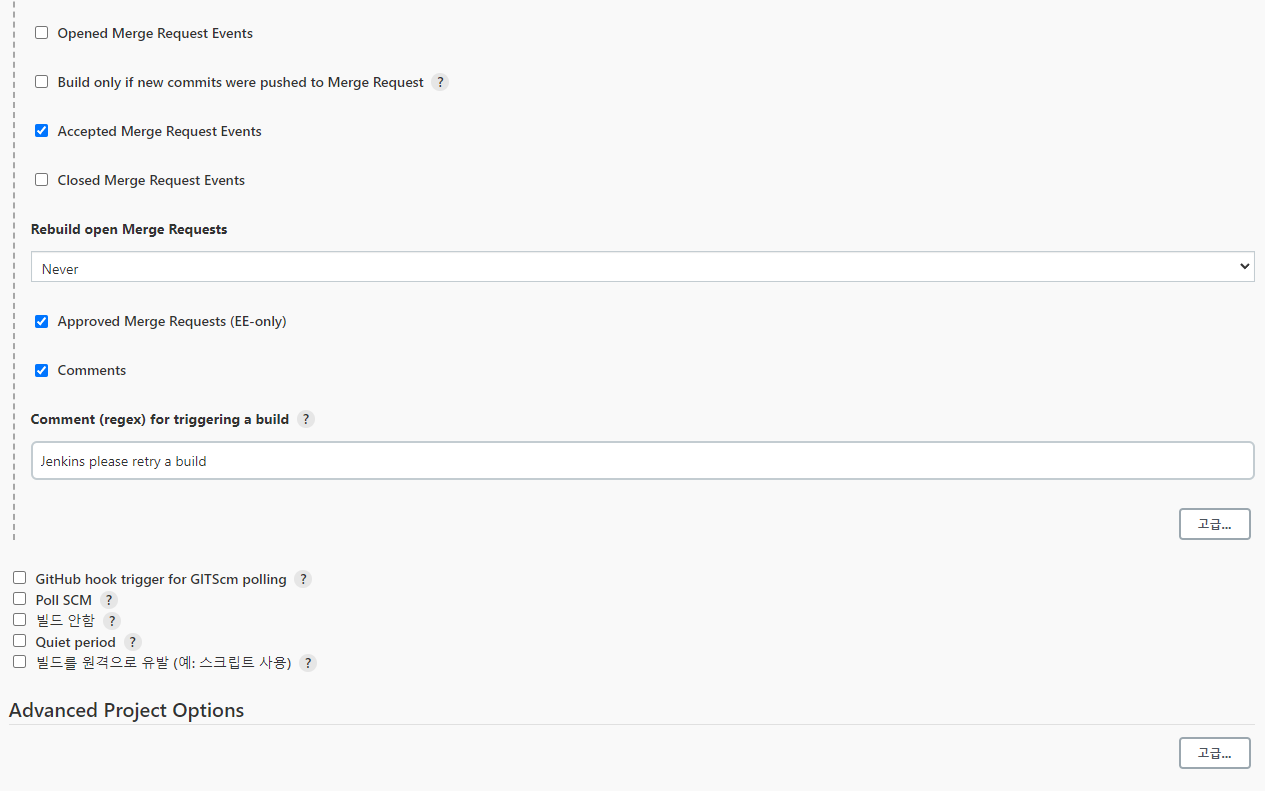 Opened Merge Request Events
Build only if new commits were pushed to Merge Request ?
Accepted Merge Request Events
Closed Merge Request Events
Rebuild open Merge Requests
Never
Approved Merge Requests (EE-only)
Comments
Comment (regex) for triggering a build ?
Jenkins please retry a build
고급...
GitHub hook trigger for GITScm polling ?
Poll SCM ?
빌드 안함 ?
Quiet period ?
빌드를 원격으로 유발 (예: 스크립트 사용) ?
Advanced Project Options
고급...